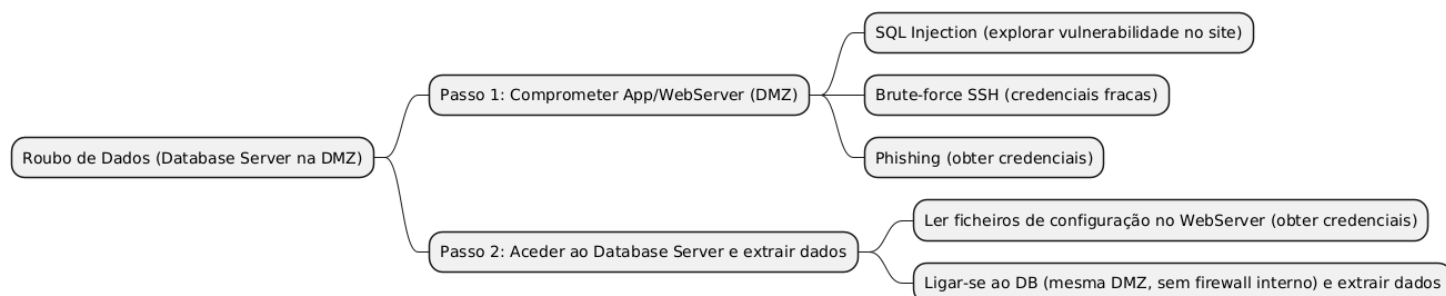 Roubo de Dados (Database Server na DMZ)
Passo 1: Comprometer App/WebServer (DMZ)
SQL Injection (explorar vulnerabilidade no site)
Brute-force SSH (credenciais fracas)
Phishing (obter credenciais)
Passo 2: Aceder ao Database Server e extrair dados
Ler ficheiros de configuração no WebServer (obter credenciais)
Ligar-se ao DB (mesma DMZ, sem firewall interno) e extrair dados